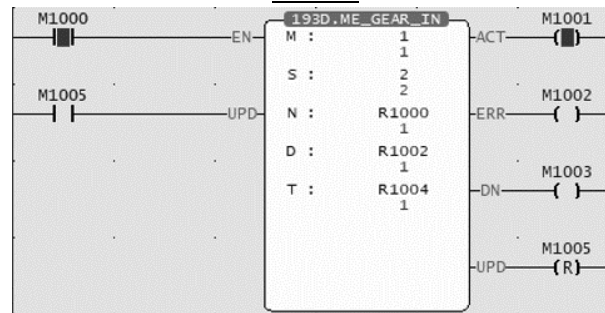 M1000 193D.ME_GEAR_IN M1001
EN M : 1 ACT
1
S : 2
M1005 2 M1002
UPD N : R1000 ERR
1
D : R1002
1 M1003
T : R1004 DN
1
M1005
UPD (R)